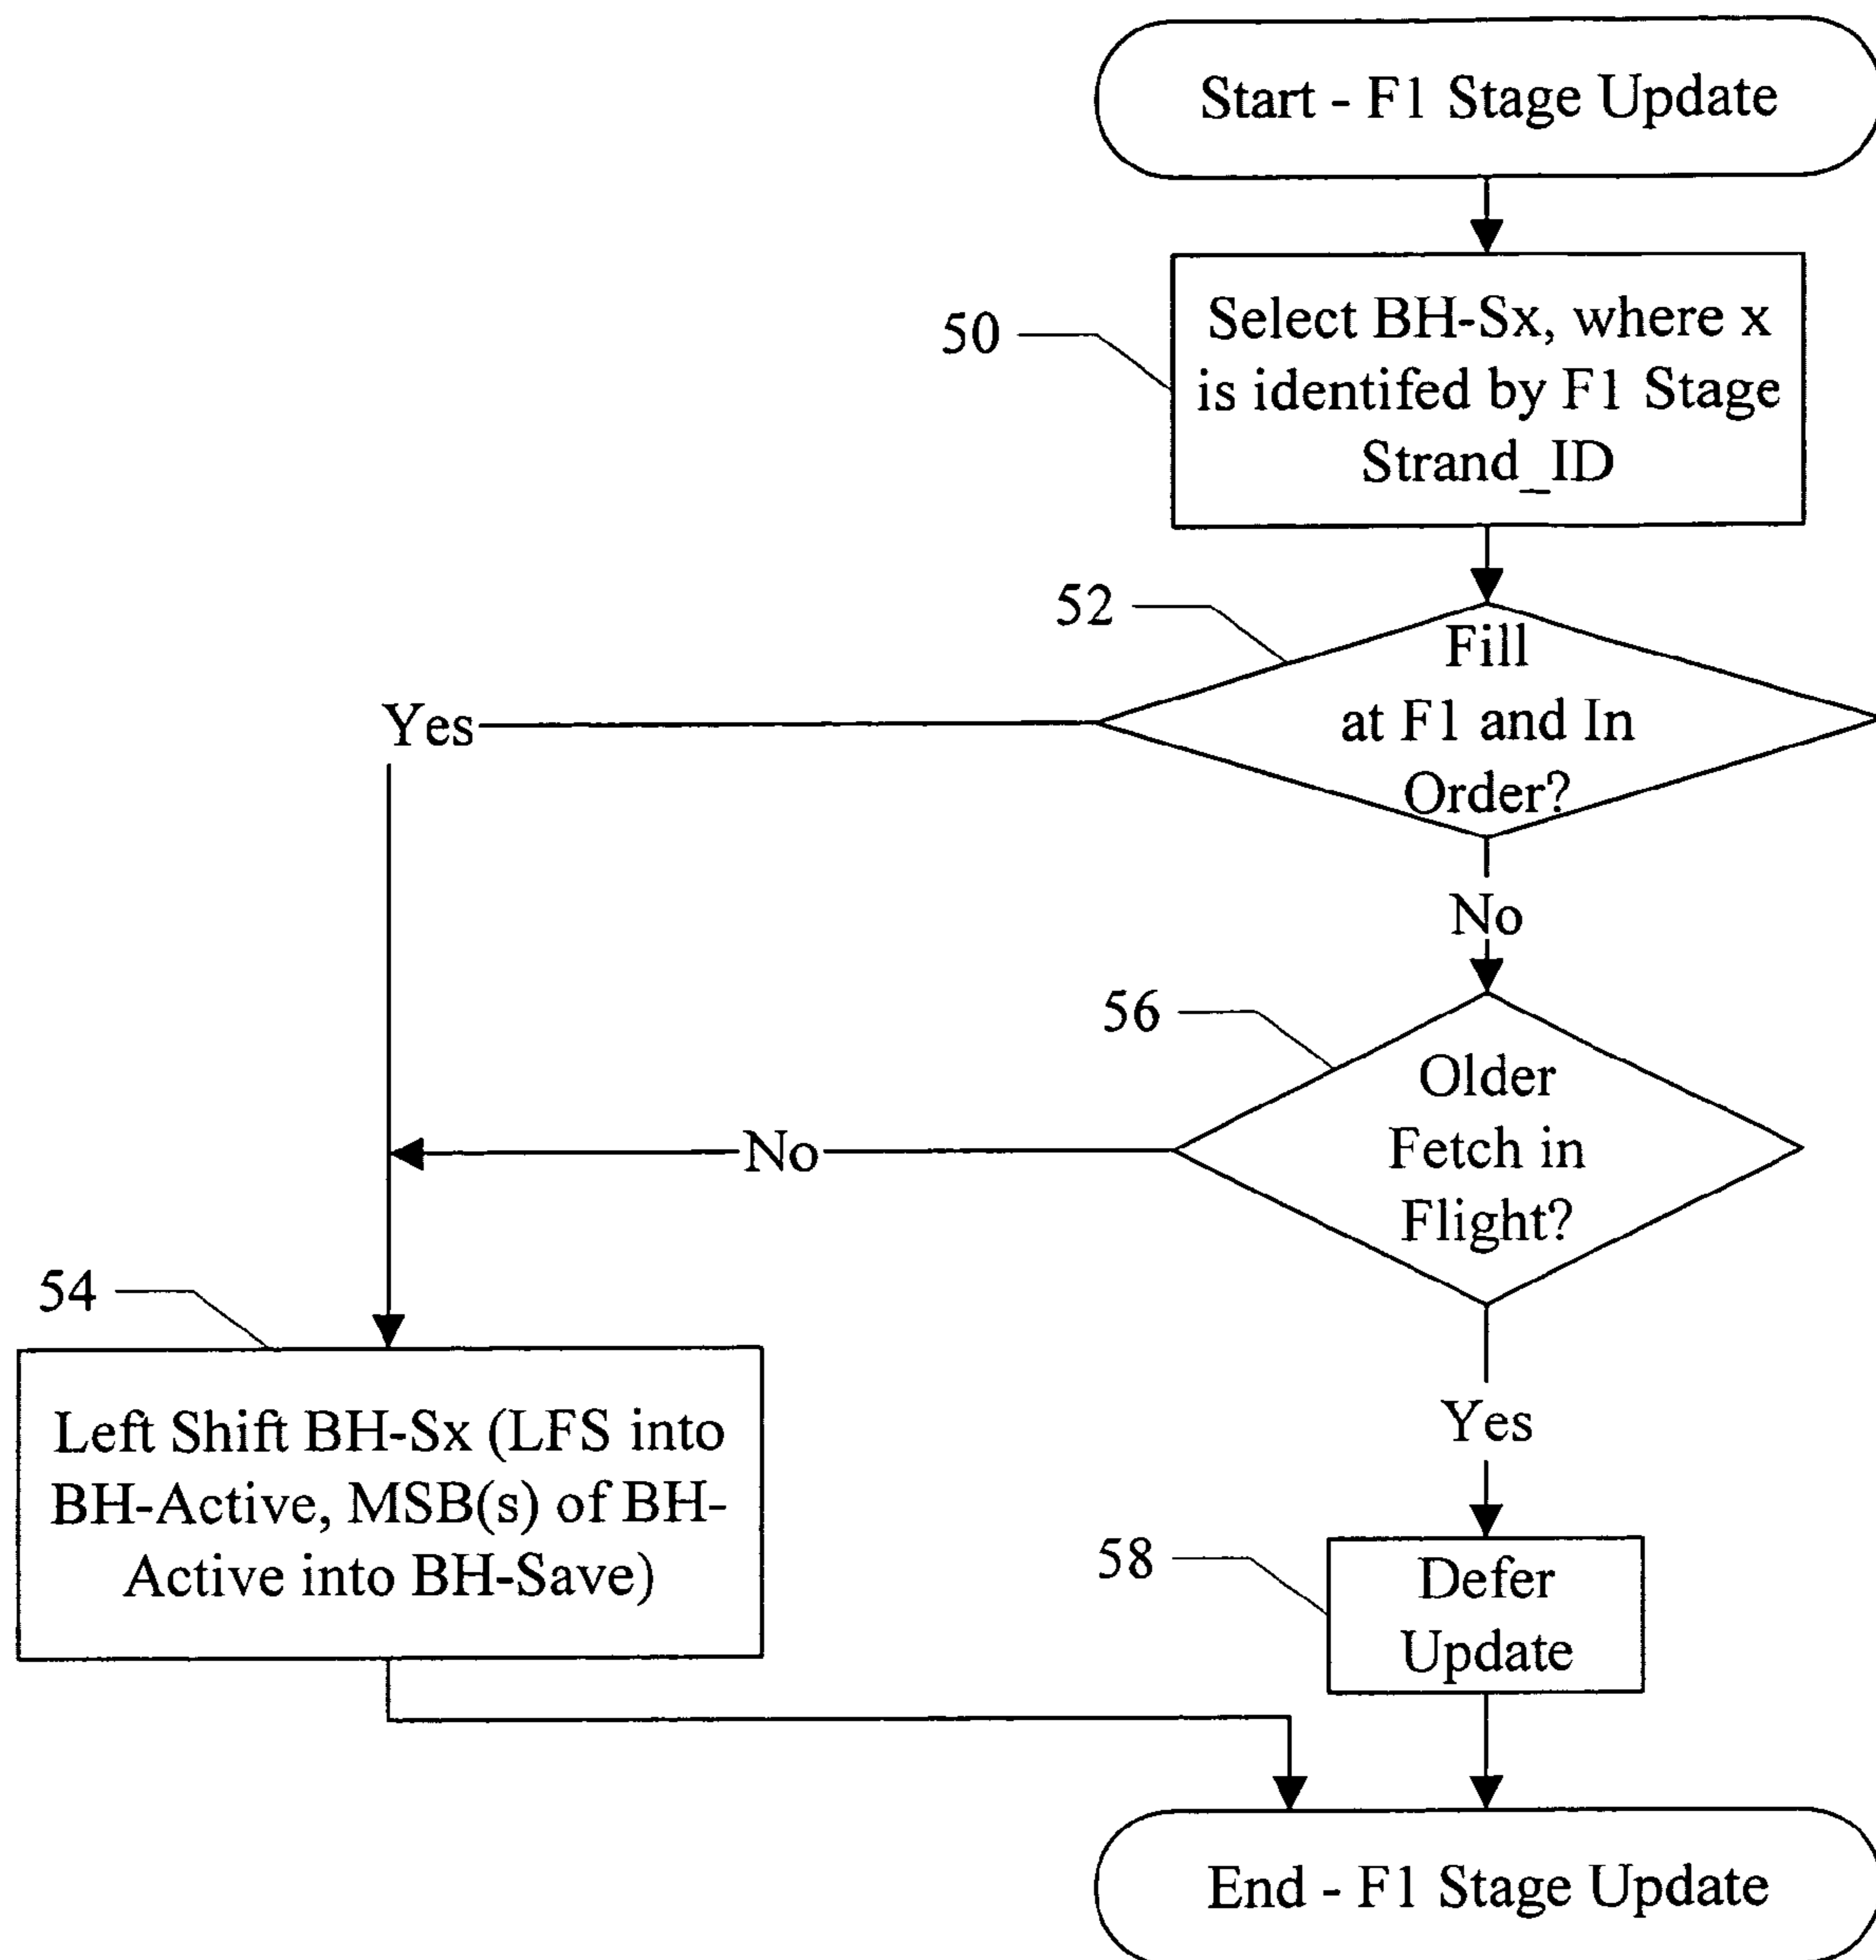 Start - F1 Stage Update
50
Select BH-Sx, where x
is identifed by F1 Stage
Strand_ID
52
Fill
at F1 and In
Order?
Yes
No
56
Older
Fetch in
Flight?
No
54
Left Shift BH-Sx (LFS into
BH-Active, MSB(s) of BH-
Active into BH-Save)
Yes
58
Defer
Update
End - F1 Stage Update